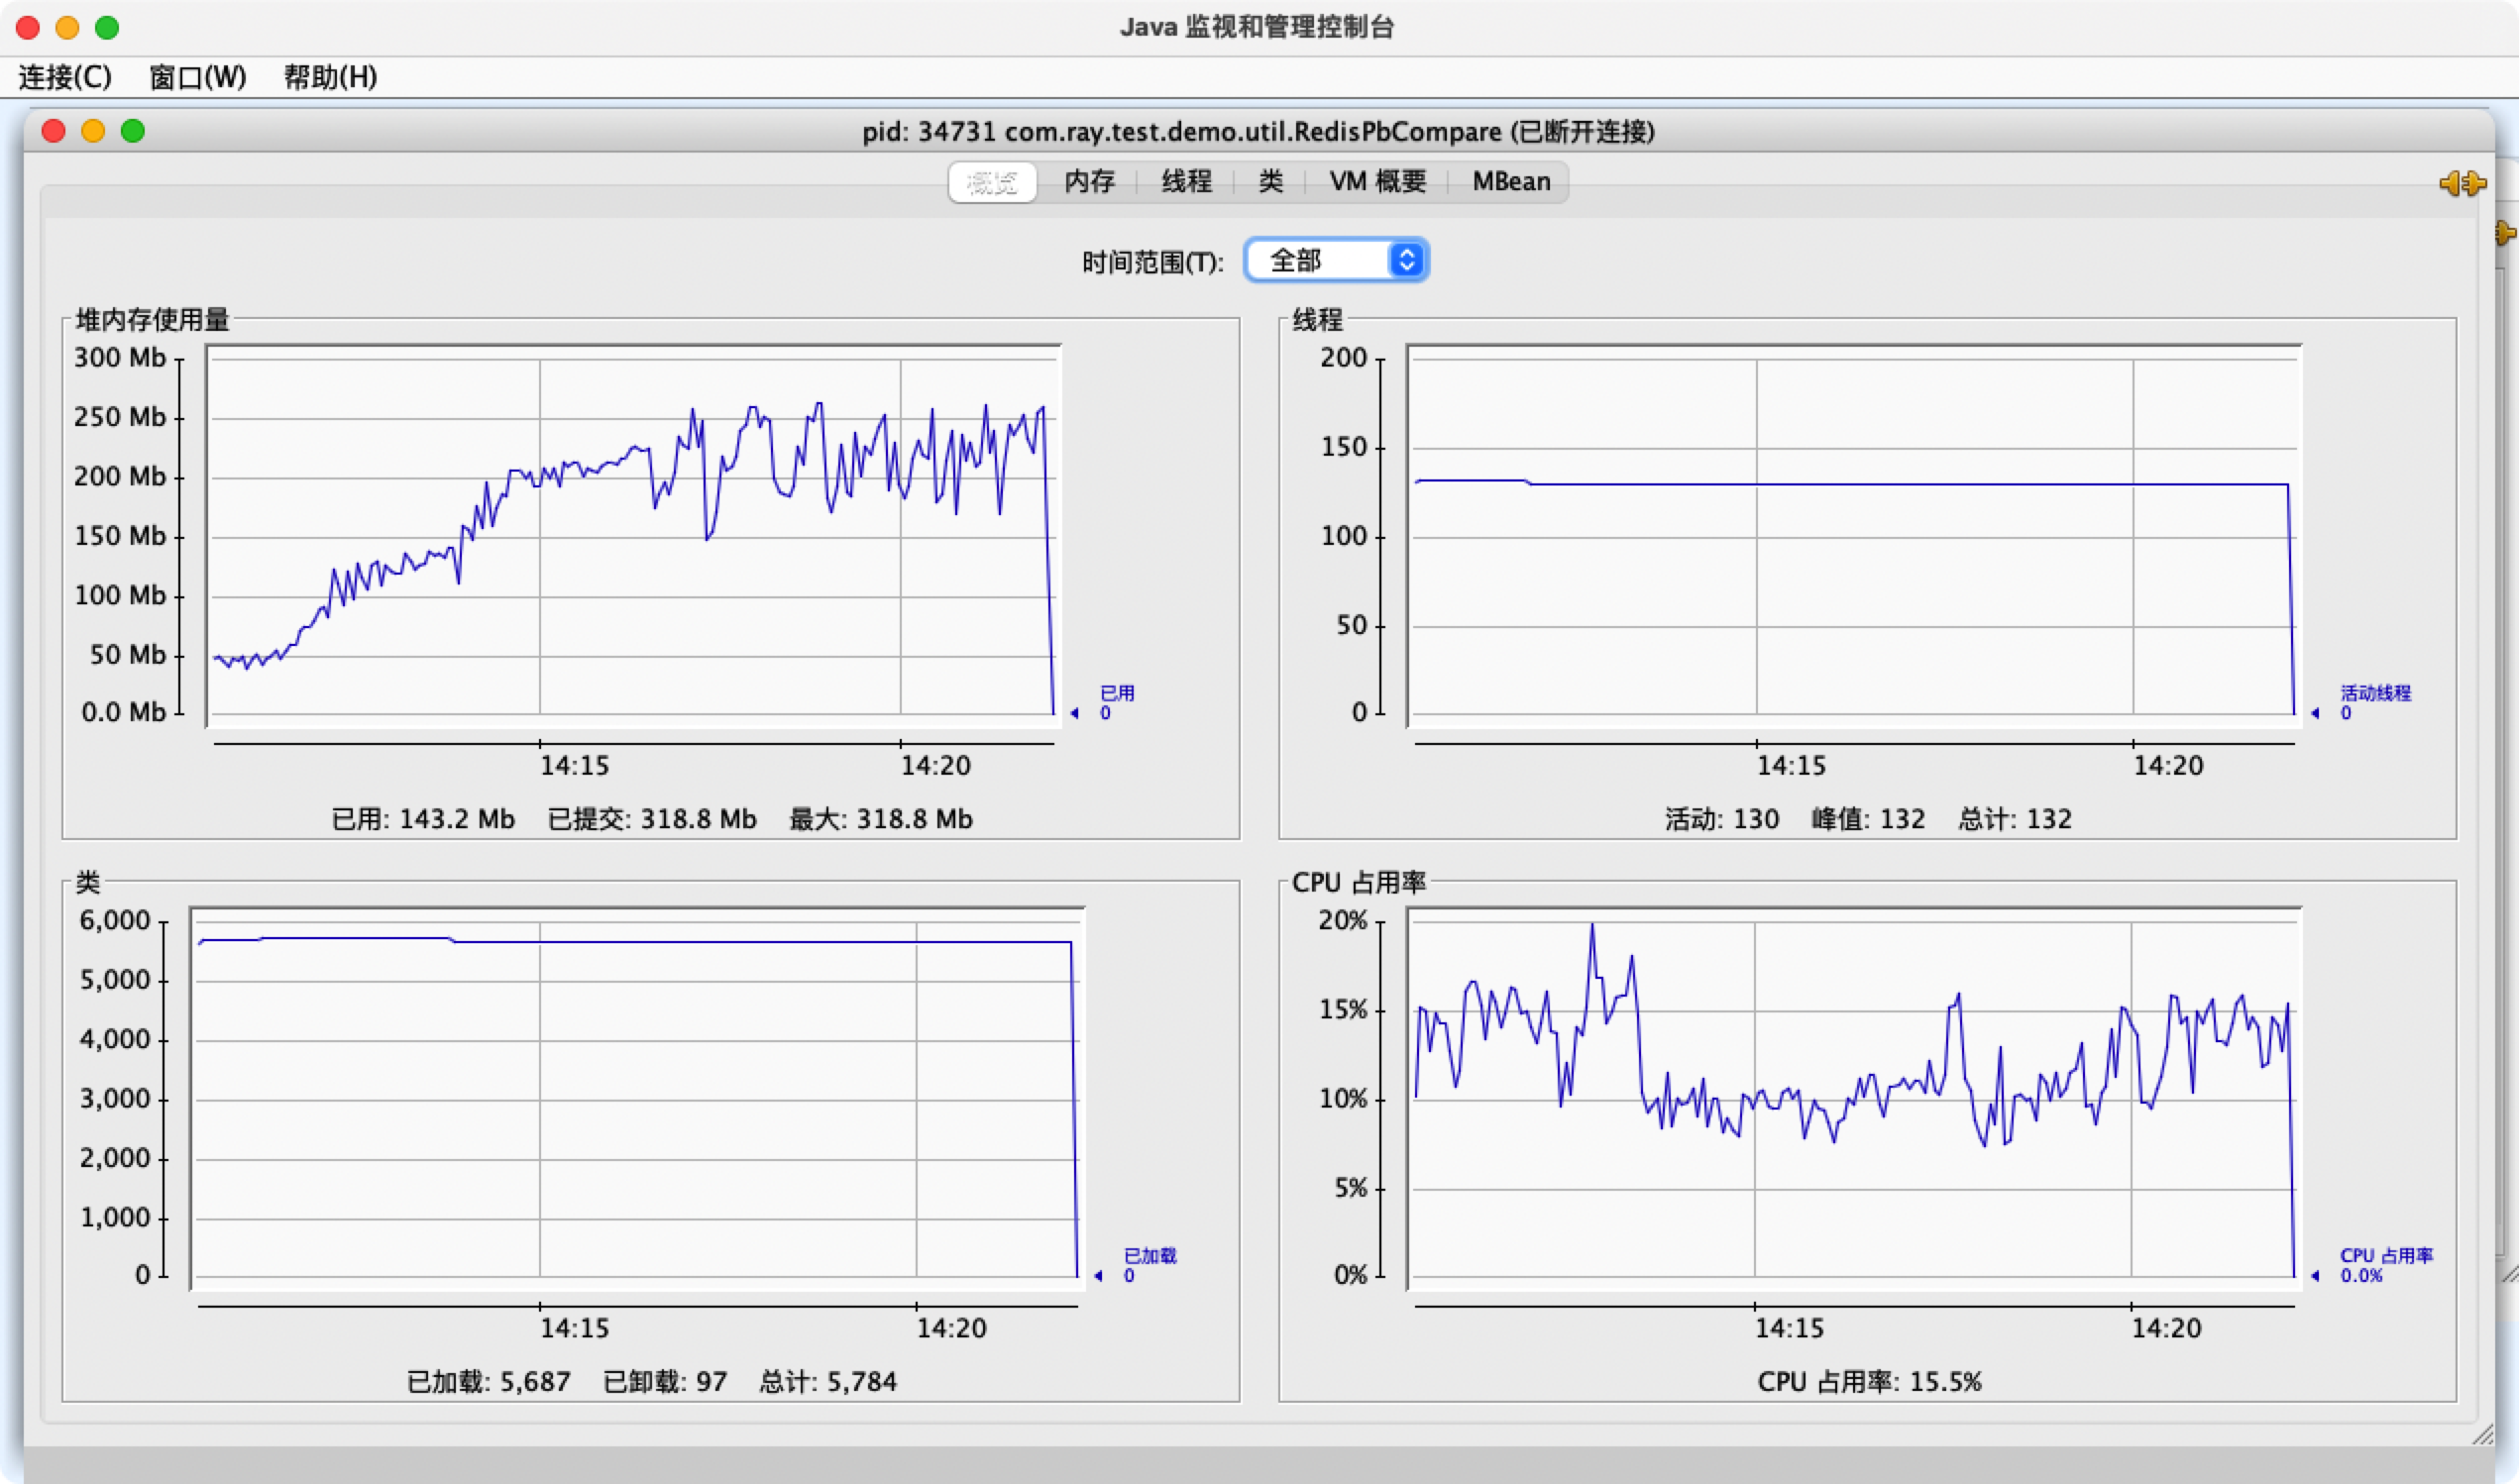 Java 监视和管理控制台
连接(C) 窗口(W) 帮助(H)
pid: 34731 com.ray.test.demo.util.RedisPbCompare (已断开连接)
概览 内存 线程 类 VM 概要 MBean
时间范围(T): 全部
堆内存使用量
300 Mb
250 Mb
200 Mb
150 Mb
100 Mb
50 Mb
0.0 Mb
已用
0
14:15 14:20
已用: 143.2 Mb 已提交: 318.8 Mb 最大: 318.8 Mb
线程
200
150
100
50
0
活动线程
0
14:15 14:20
活动: 130 峰值: 132 总计: 132
类
6,000
5,000
4,000
3,000
2,000
1,000
0
已加载
0
14:15 14:20
已加载: 5,687 已卸载: 97 总计: 5,784
CPU 占用率
20%
15%
10%
5%
0%
CPU 占用率
0.0%
14:15 14:20
CPU 占用率: 15.5%